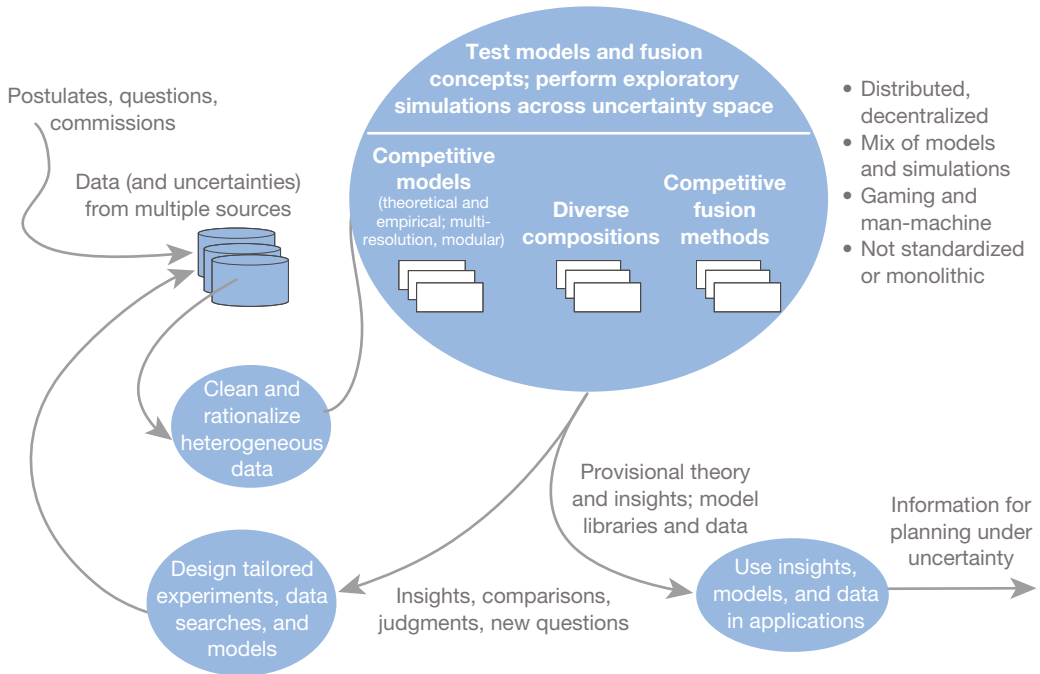 Postulates, questions,
commissions
Data (and uncertainties)
from multiple sources
Test models and fusion
concepts; perform exploratory
simulations across uncertainty space
Competitive
models
(theoretical and
empirical; multi-
resolution, modular)
Diverse
compositions
Competitive
fusion
methods
• Distributed,
decentralized
• Mix of models
and simulations
• Gaming and
man-machine
• Not standardized
or monolithic
Clean and
rationalize
heterogeneous
data
Design tailored
experiments, data
searches, and
models
Insights, comparisons,
judgments, new questions
Provisional theory
and insights; model
libraries and data
Use insights,
models, and data
in applications
Information for
planning under
uncertainty